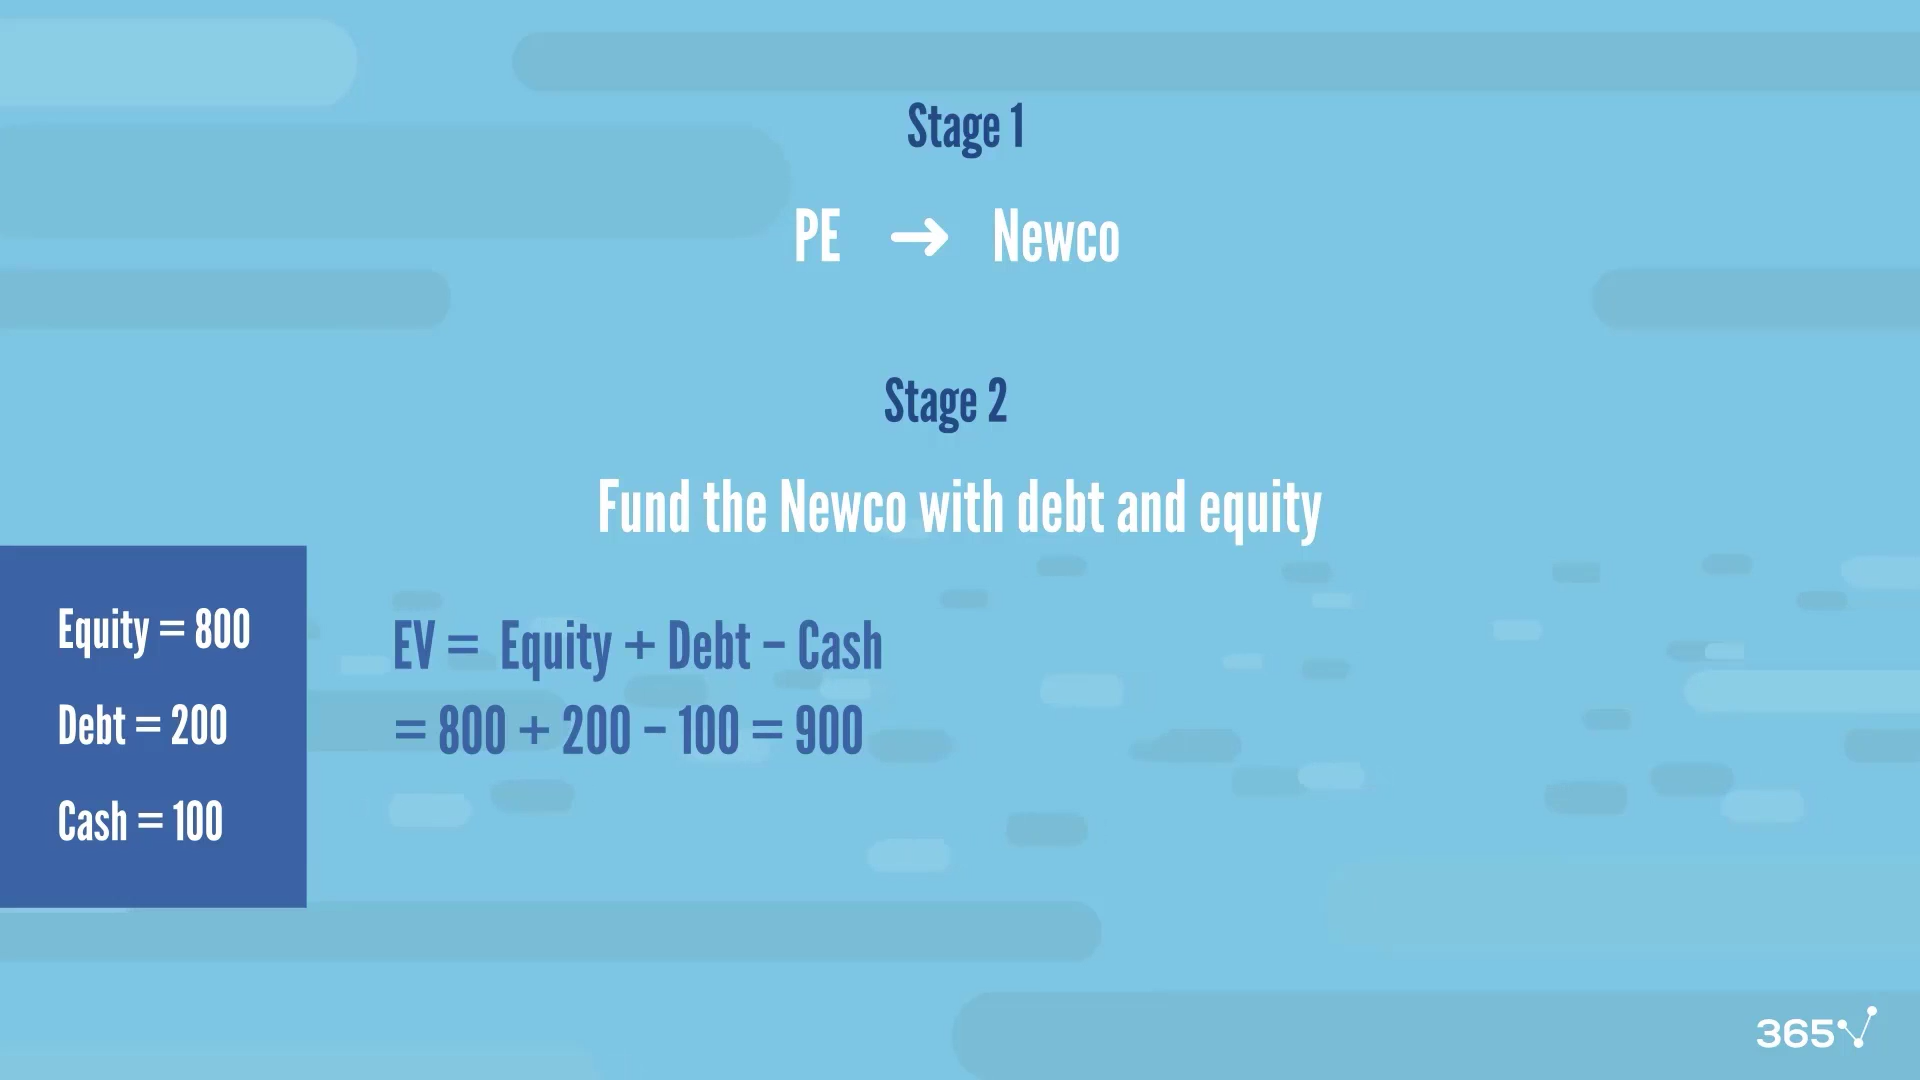 Stage 1
PE → Newco
Stage 2
Fund the Newco with debt and equity
Equity = 800
Debt = 200
Cash = 100
EV = Equity + Debt – Cash
= 800 + 200 – 100 = 900
365